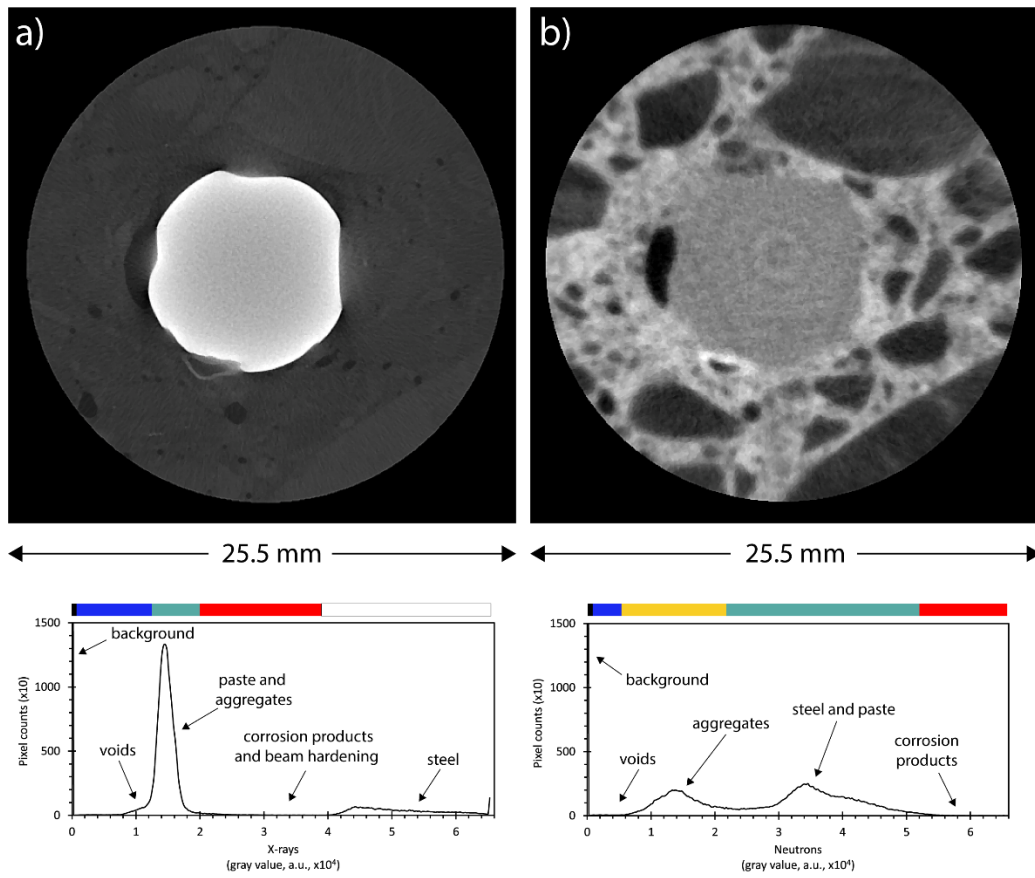 a)
b)
25.5 mm
25.5 mm
1500
1000
500
0
Pixel counts (x10)
background
paste and
aggregates
voids
corrosion products
and beam hardening
steel
0 1 2 3 4 5 6
X-rays
(gray value, a.u., x10⁴)
1500
1000
500
0
Pixel counts (x10)
background
aggregates
steel and paste
voids
corrosion
products
0 1 2 3 4 5 6
Neutrons
(gray value, a.u., x10⁴)